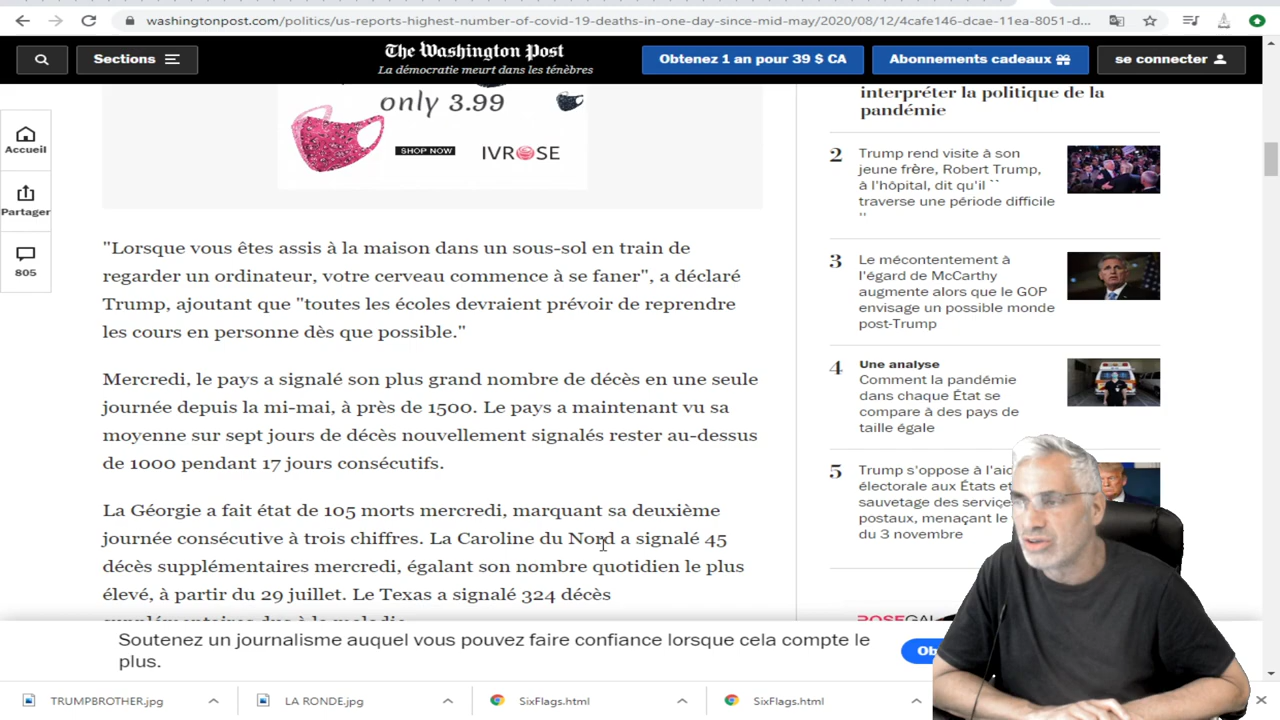 washingtonpost.com/politics/us-reports-highest-number-of-covid-19-deaths-in-one-day-since-mid-may/2020/08/12/4cafe146-dcae-11ea-8051-d...
Sections
The Washington Post
La démocratie meurt dans les ténèbres
Obtenez 1 an pour 39 $ CA
Abonnements cadeaux
se connecter
Accueil
Partager
805
only 3.99
SHOP NOW
IVROSE
"Lorsque vous êtes assis à la maison dans un sous-sol en train de
regarder un ordinateur, votre cerveau commence à se faner", a déclaré
Trump, ajoutant que "toutes les écoles devraient prévoir de reprendre
les cours en personne dès que possible."
Mercredi, le pays a signalé son plus grand nombre de décès en une seule
journée depuis la mi-mai, à près de 1500. Le pays a maintenant vu sa
moyenne sur sept jours de décès nouvellement signalés rester au-dessus
de 1000 pendant 17 jours consécutifs.
La Géorgie a fait état de 105 morts mercredi, marquant sa deuxième
journée consécutive à trois chiffres. La Caroline du Nord a signalé 45
décès supplémentaires mercredi, égalant son nombre quotidien le plus
élevé, à partir du 29 juillet. Le Texas a signalé 324 décès
supplémentaires dus à la maladie.
interpréter la politique de la
pandémie
2
Trump rend visite à son
jeune frère, Robert Trump,
à l'hôpital, dit qu'il ``
traverse une période difficile
''
3
Le mécontentement à
l'égard de McCarthy
augmente alors que le GOP
envisage un possible monde
post-Trump
4
Une analyse
Comment la pandémie
dans chaque État se
compare à des pays de
taille égale
5
Trump s'oppose à l'aid
électorale aux États et
sauvetage des service
postaux, menaçant le
du 3 novembre
ROSEGAL
Soutenez un journalisme auquel vous pouvez faire confiance lorsque cela compte le
plus.
Ob
TRUMPBROTHER.jpg
LA RONDE.jpg
SixFlags.html
SixFlags.html